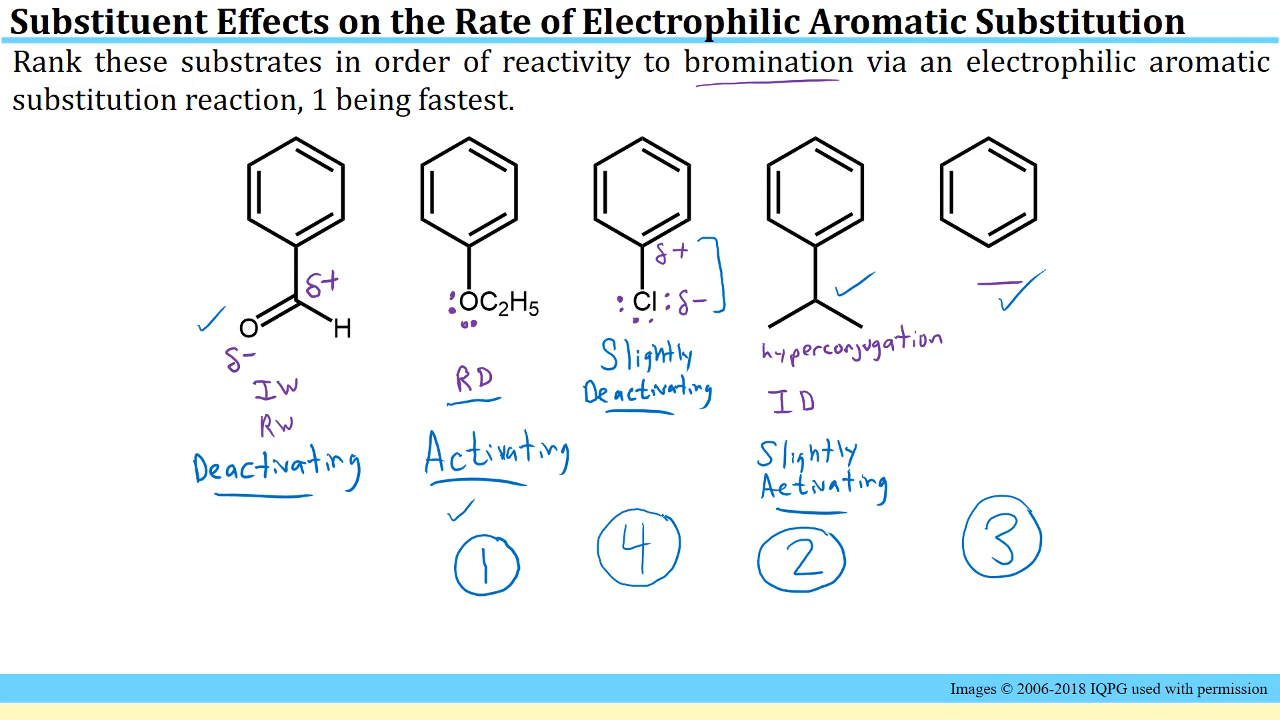 Substituent Effects on the Rate of Electrophilic Aromatic Substitution
Rank these substrates in order of reactivity to bromination via an electrophilic aromatic
substitution reaction, 1 being fastest.
δ+
O
H
δ-
IW
RW
Deactivating
:OC₂H₅
RD
Activating
1
δ+
:Cl: δ-
Slightly
Deactivating
4
hyperconjugation
ID
Slightly
Activating
2
3
Images © 2006-2018 IQPG used with permission